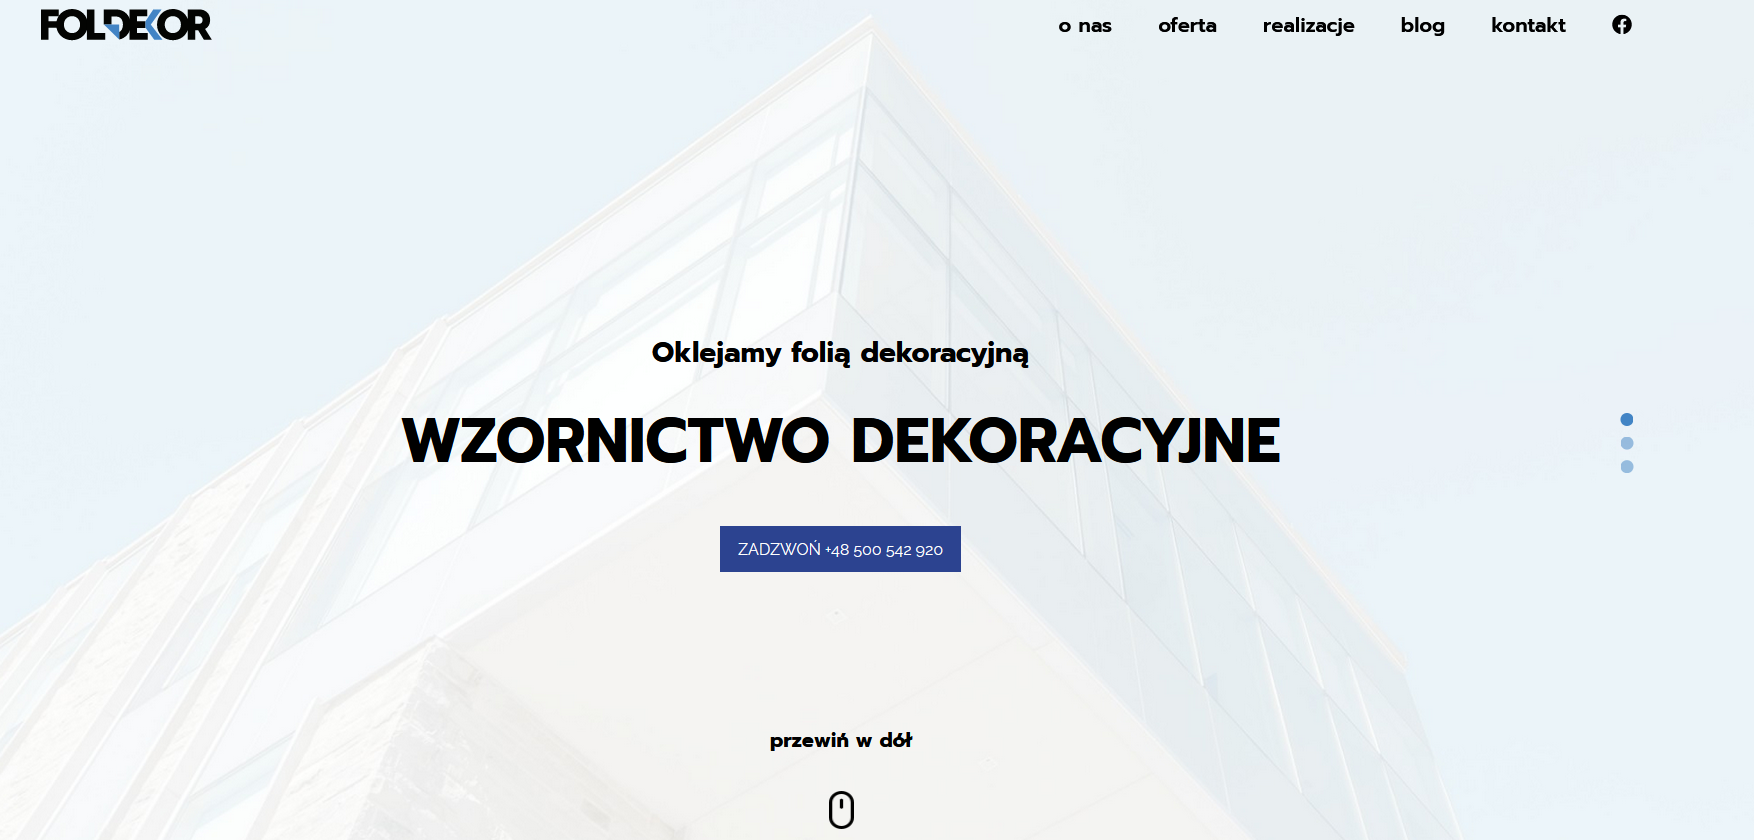 FOLDEKOR
o nas oferta realizacje blog kontakt
Oklejamy folią dekoracyjną
WZORNICTWO DEKORACYJNE
ZADZWOŃ +48 500 542 920
przewiń w dół